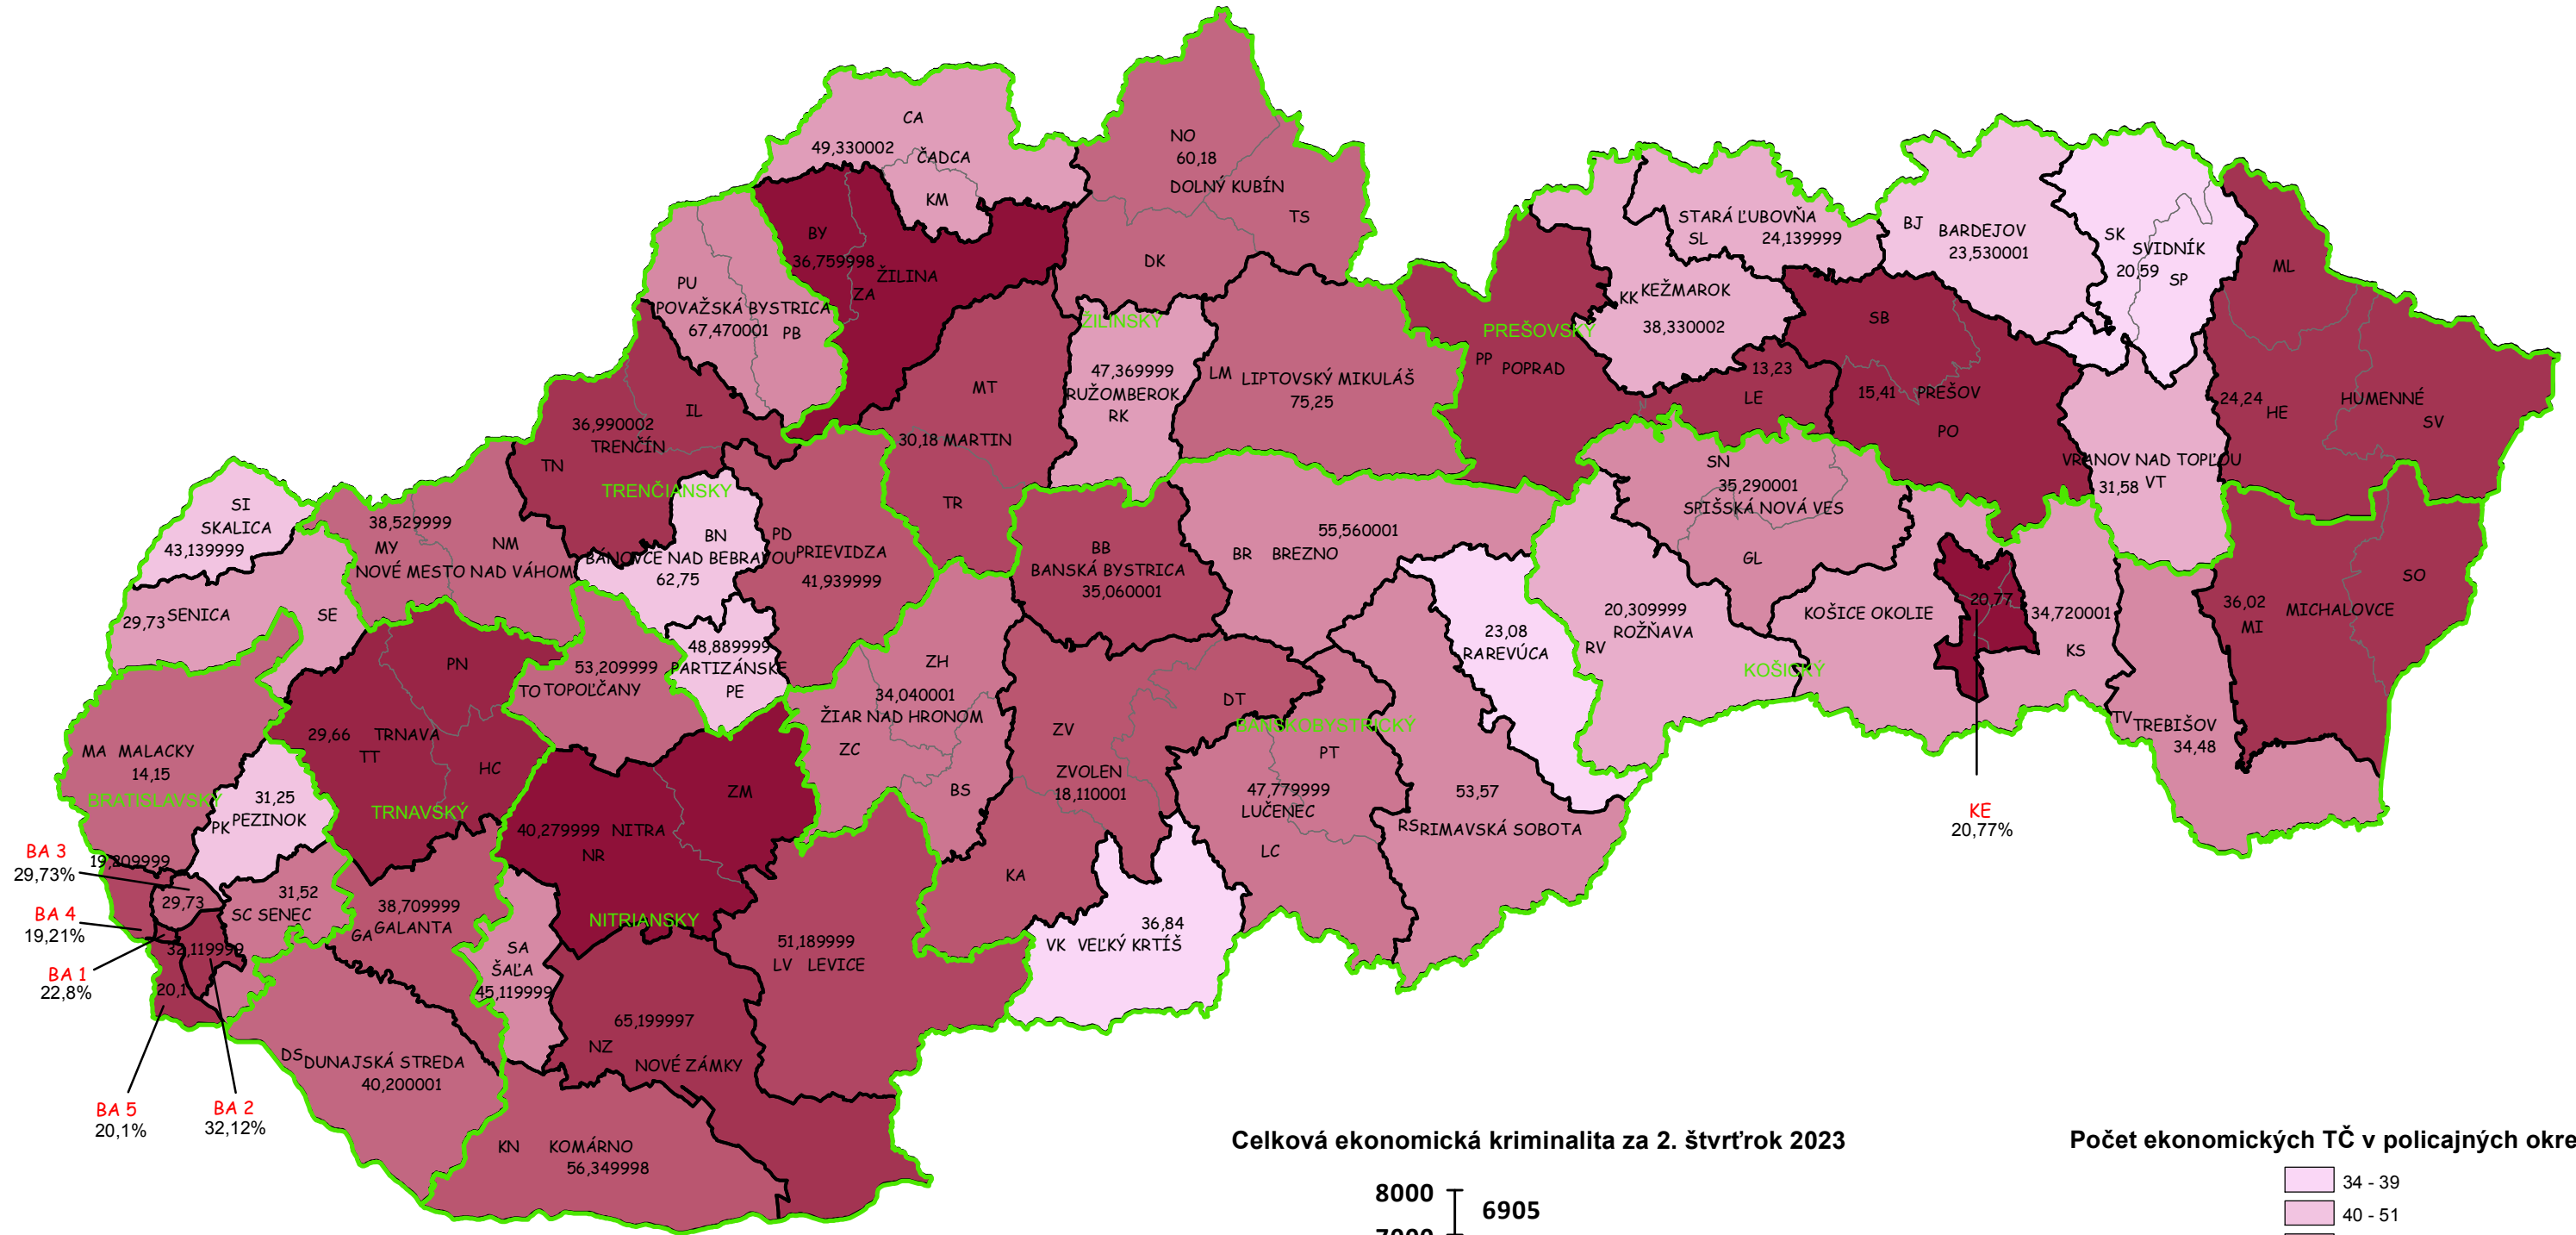 CA
49,330002
ČADCA
KM
NO
60,18
DOLNÝ KUBÍN
TS
DK
BY
36,759998
ŽILINA
ZA
PU
POVAŽSKÁ BYSTRICA
67,470001 PB
ŽILINSKÝ
47,369999
RUŽOMBEROK
RK
LM LIPTOVSKÝ MIKULÁŠ
75,25
MT
30,18 MARTIN
TR
IL
36,990002
TRENČÍN
TN
TRENČIANSKY
BN
BÁNOVCE NAD BEBRAVOU
62,75
PD
PRIEVIDZA
41,939999
48,889999
PARTIZÁNSKE
PE
38,529999
MY
NM
NOVÉ MESTO NAD VÁHOM
SI
SKALICA
43,139999
29,73 SENICA
SE
PN
29,66 TRNAVA
TT
HC
TRNAVSKÝ
53,209999
TO TOPOĽČANY
MA MALACKY
14,15
BRATISLAVSKÝ
31,25
PK PEZINOK
BA 3
29,73%
19,209999
29,73
BA 4
19,21%
BA 1
22,8%
32,119999
20,1
BA 5
20,1%
BA 2
32,12%
31,52
SC SENEC
38,709999
GA GALANTA
DS DUNAJSKÁ STREDA
40,200001
SA
ŠAĽA
45,119999
40,279999 NITRA
NR
ZM
NITRIANSKY
65,199997
NZ
NOVÉ ZÁMKY
KN KOMÁRNO
56,349998
51,189999
LV LEVICE
ZH
34,040001
ŽIAR NAD HRONOM
ZC
BS
BB
BANSKÁ BYSTRICA
35,060001
55,560001
BR BREZNO
DT
BANSKOBYSTRICKÝ
ZV
ZVOLEN
18,110001
KA
PT
47,779999
LUČENEC
LC
36,84
VK VEĽKÝ KRTÍŠ
53,57
RS RIMAVSKÁ SOBOTA
23,08
RAREVÚCA
PREŠOVSKÝ
PP POPRAD
KK KEŽMAROK
38,330002
STARÁ ĽUBOVŇA
SL 24,139999
13,23
LE
SB
15,41 PREŠOV
PO
BJ BARDEJOV
23,530001
SK
SVIDNÍK
20,59 SP
ML
24,24
HE
HUMENNÉ
SV
VRANOV NAD TOPĽOU
31,58 VT
SN
35,290001
SPIŠSKÁ NOVÁ VES
GL
20,309999
ROŽŇAVA
RV
KOŠICKÝ
KOŠICE OKOLIE
20,77
34,720001
KS
KE
20,77%
TV TREBIŠOV
34,48
36,02
MI
MICHALOVCE
SO
Celková ekonomická kriminalita za 2. štvrťrok 2023
8000
6905
Počet ekonomických TČ v policajných okre
34 - 39
40 - 51